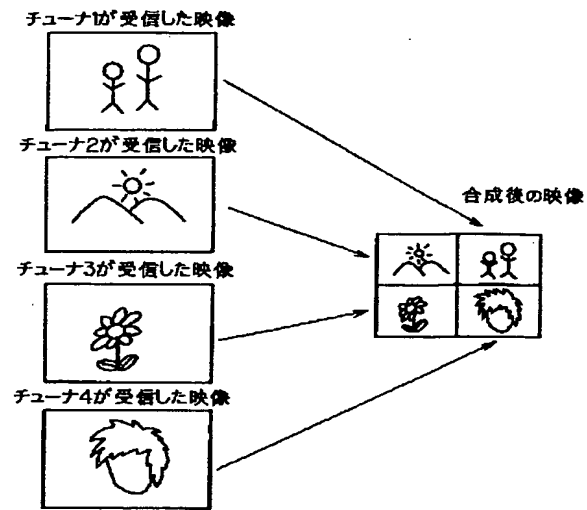 チューナ1が受信した映像
チューナ2が受信した映像
合成後の映像
チューナ3が受信した映像
チューナ4が受信した映像